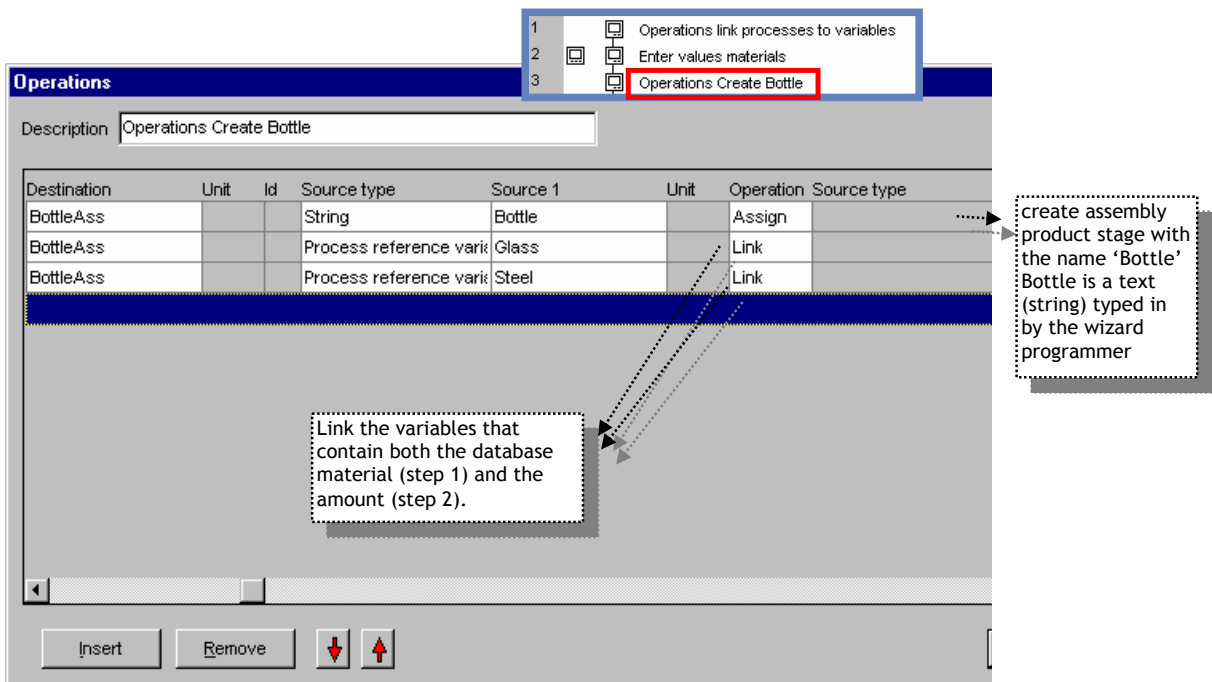 1 Operations link processes to variables
2 Enter values materials
3 Operations Create Bottle
Operations
Description Operations Create Bottle
Destination Unit Id Source type Source 1 Unit Operation Source type
BottleAss String Bottle Assign
BottleAss Process reference varia Glass Link
BottleAss Process reference varia Steel Link
create assembly
product stage with
the name ‘Bottle’
Bottle is a text
(string) typed in
by the wizard
programmer
Link the variables that
contain both the database
material (step 1) and the
amount (step 2).
Insert Remove